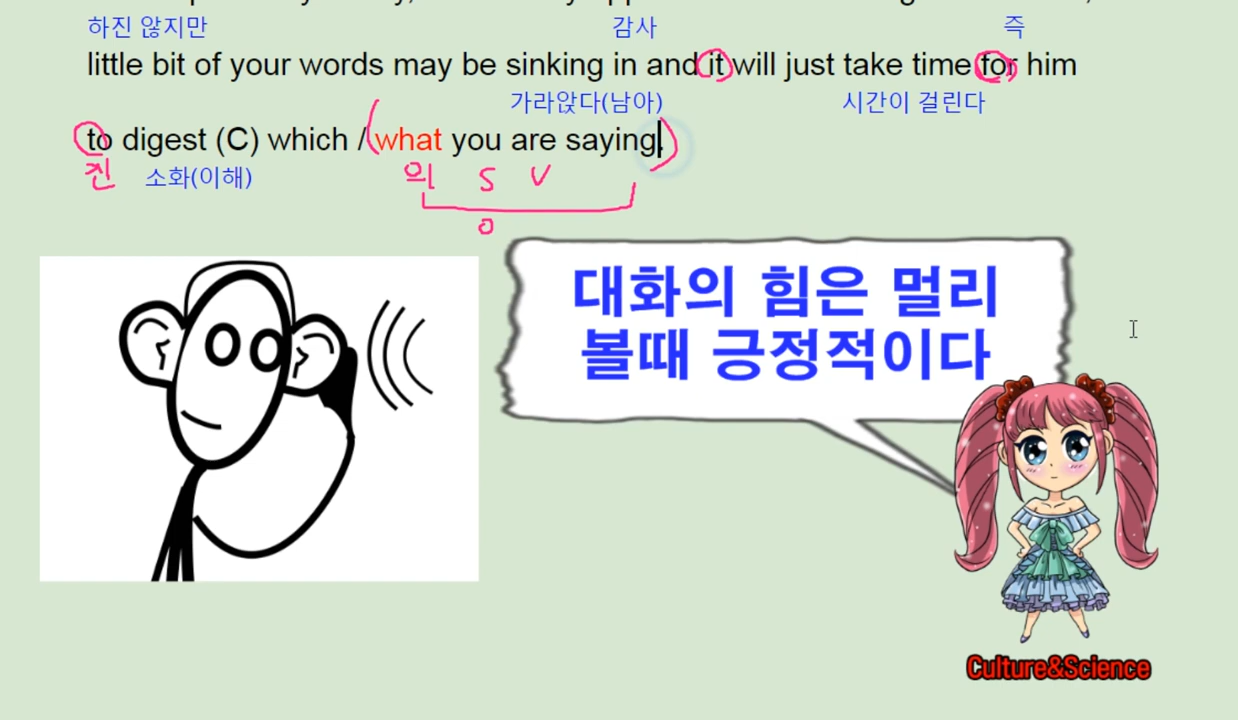 하진 않지만 감사 즉
little bit of your words may be sinking in and it will just take time for him
가라앉다(남아) 시간이 걸린다
to digest (C) which / (what you are saying.)
진 소화(이해) 의 S V
O
대화의 힘은 멀리
볼때 긍정적이다
Culture&Science